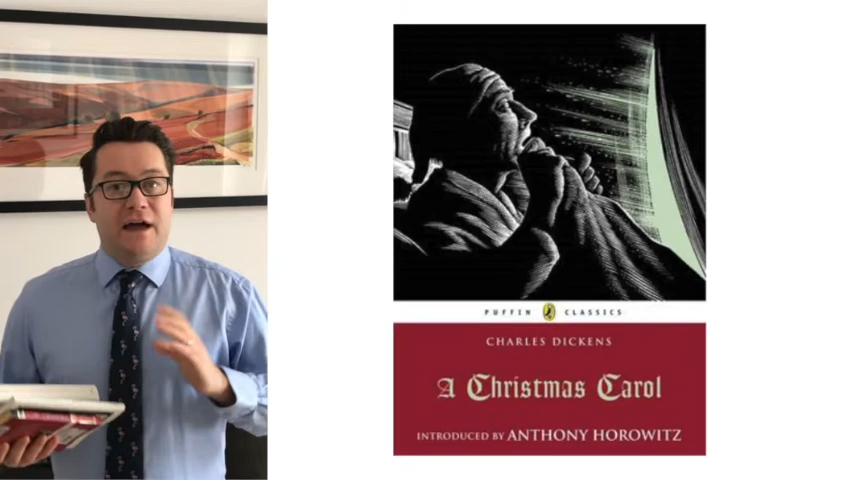 PUFFIN CLASSICS
CHARLES DICKENS
A Christmas Carol
INTRODUCED BY ANTHONY HOROWITZ